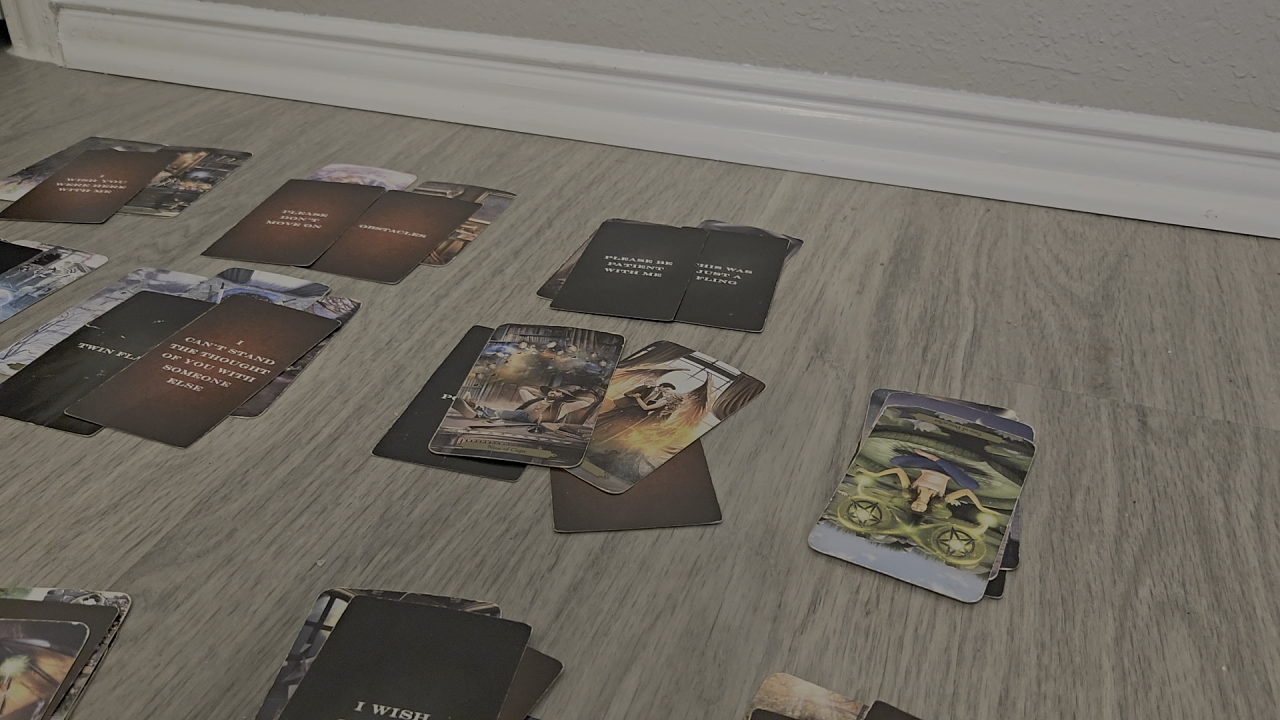 I
WISH YOU
WERE HERE
WITH ME
PLEASE
DON'T
MOVE ON
OBSTACLES
PLEASE BE
PATIENT
WITH ME
THIS WAS
JUST A
FLING
TWIN FLA
I
CAN'T STAND
THE THOUGHT
OF YOU WITH
SOMEONE
ELSE
I WISH